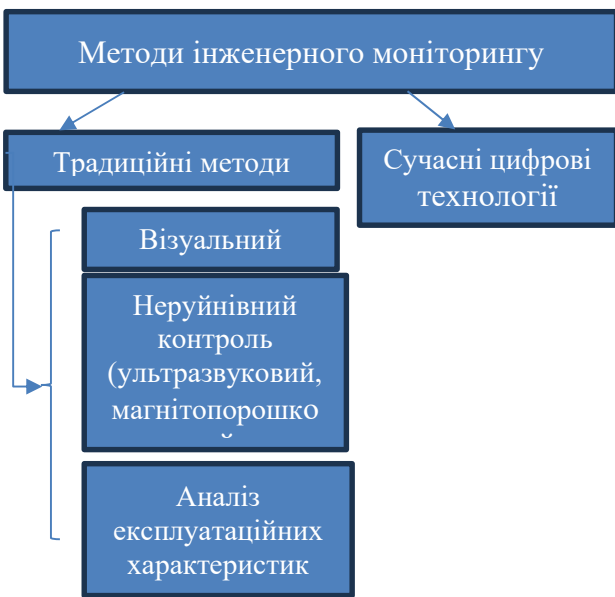 Методи інженерного моніторингу
Традиційні методи
Сучасні цифрові
технології
Візуальний
Неруйнівний
контроль
(ультразвуковий,
магнітопорошко
Аналіз
експлуатаційних
характеристик